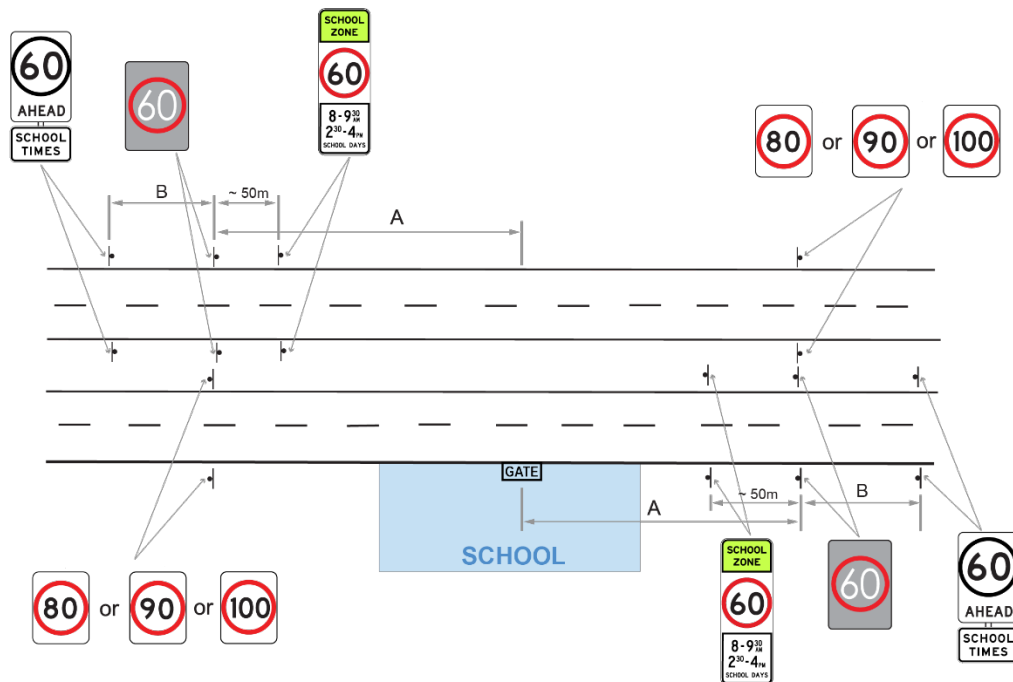 60
AHEAD
SCHOOL
TIMES
60
SCHOOL
ZONE
60
8-9³⁰ AM
2³⁰-4 PM
SCHOOL DAYS
80 or 90 or 100
B
~ 50m
A
GATE
SCHOOL
A
~ 50m
B
80 or 90 or 100
SCHOOL
ZONE
60
8-9³⁰ AM
2³⁰-4 PM
SCHOOL DAYS
60
60
AHEAD
SCHOOL
TIMES